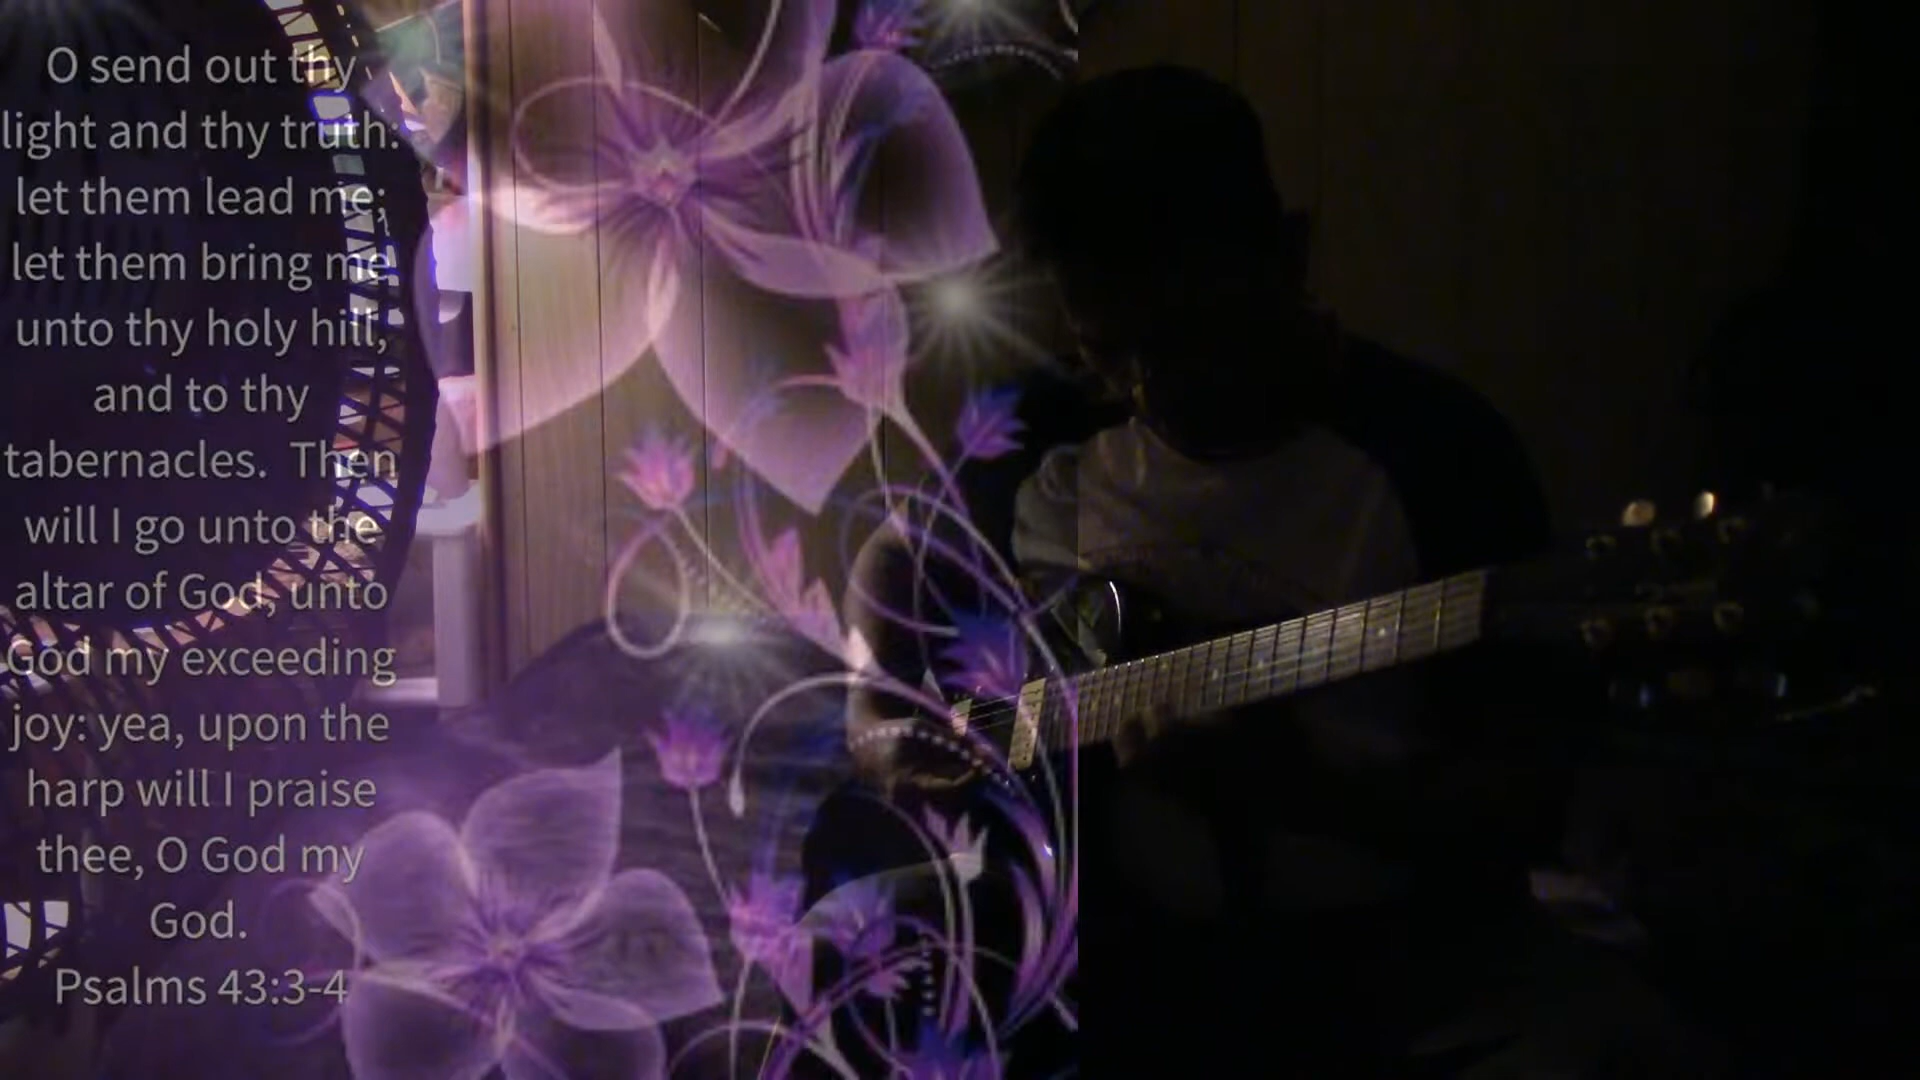 O send out thy
light and thy truth:
let them lead me;
let them bring me
unto thy holy hill,
and to thy
tabernacles.  Then
will I go unto the
altar of God, unto
God my exceeding
joy: yea, upon the
harp will I praise
thee, O God my
God.
Psalms 43:3-4